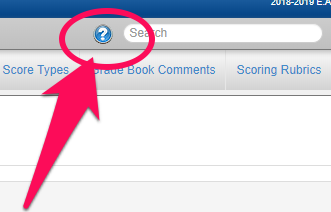 2018-2019 E.A
?
Search
Score Types Grade Book Comments Scoring Rubrics